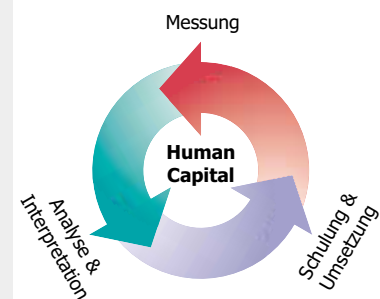 Messung
Human
Capital
Analyse &
Interpretation
Schulung &
Umsetzung